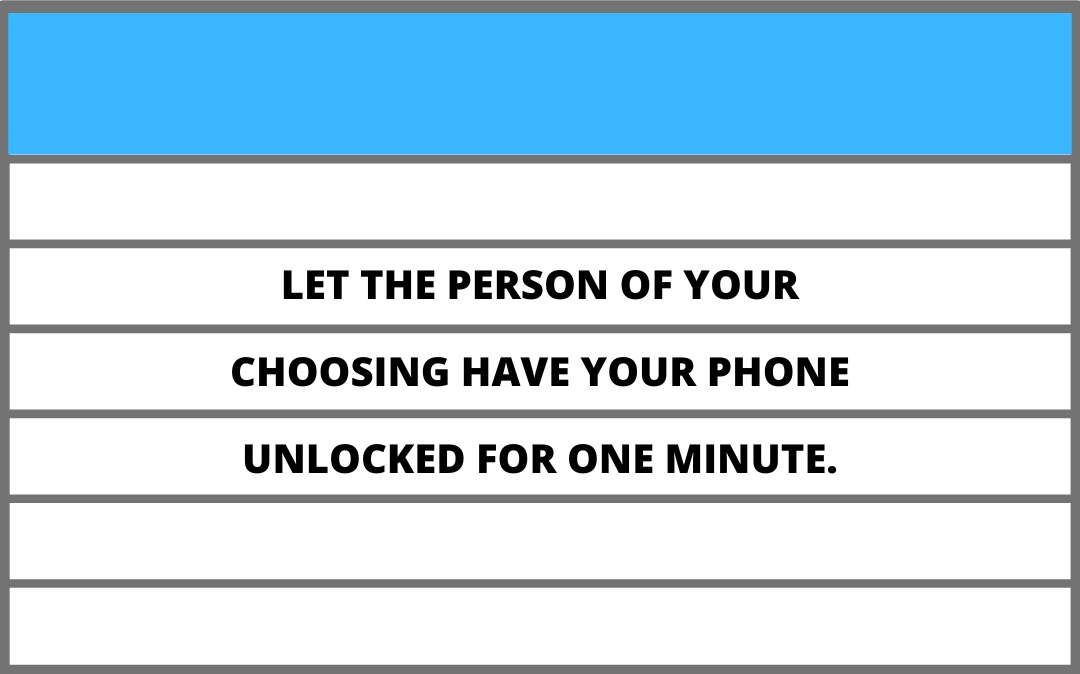 LET THE PERSON OF YOUR
CHOOSING HAVE YOUR PHONE
UNLOCKED FOR ONE MINUTE.